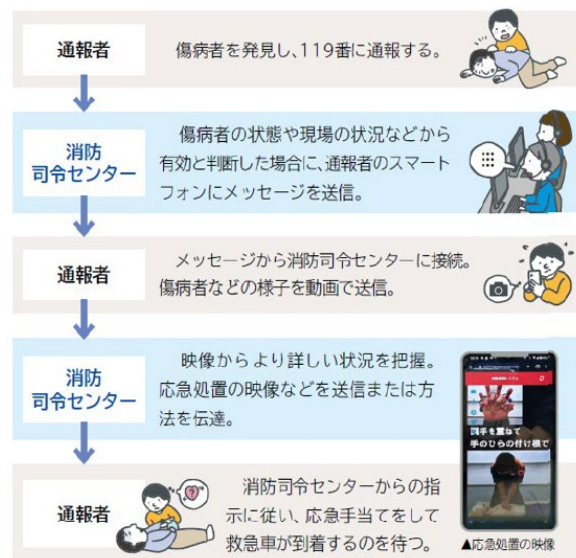 通報者
傷病者を発見し、119番に通報する。
消防
司令センター
傷病者の状態や現場の状況などから
有効と判断した場合に、通報者のスマート
フォンにメッセージを送信。
通報者
メッセージから消防司令センターに接続。
傷病者などの様子を動画で送信。
消防
司令センター
映像からより詳しい状況を把握。
応急処置の映像などを送信または方
法を伝達。
両手を重ねて
手のひらの付け根で
▲応急処置の映像
通報者
消防司令センターからの指
示に従い、応急手当てをして
救急車が到着するのを待つ。